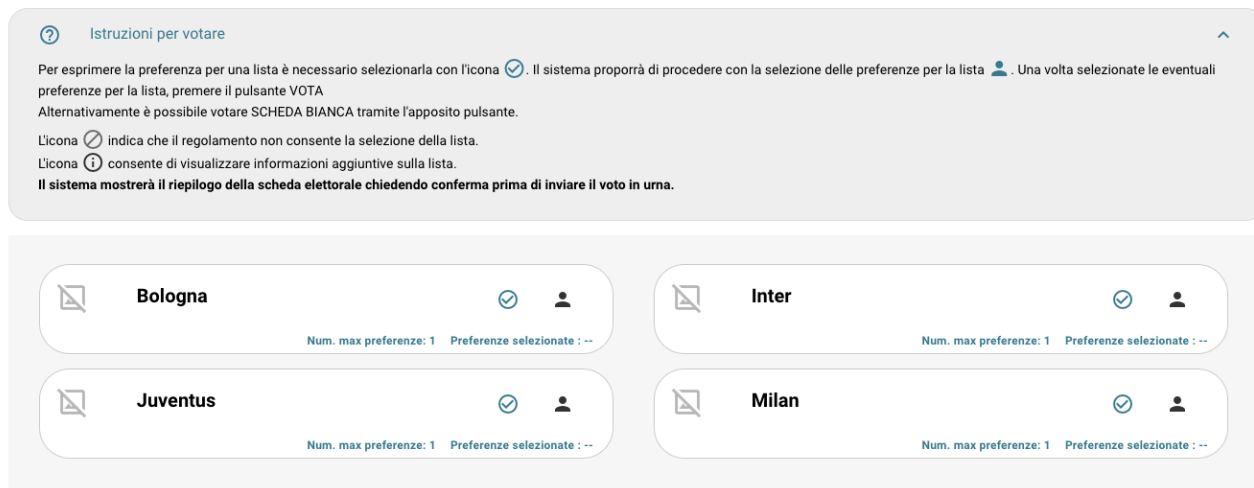 Istruzioni per votare
Per esprimere la preferenza per una lista è necessario selezionarla con l'icona . Il sistema proporrà di procedere con la selezione delle preferenze per la lista . Una volta selezionate le eventuali
preferenze per la lista, premere il pulsante VOTA
Alternativamente è possibile votare SCHEDA BIANCA tramite l'apposito pulsante.
L'icona indica che il regolamento non consente la selezione della lista.
L'icona consente di visualizzare informazioni aggiuntive sulla lista.
Il sistema mostrerà il riepilogo della scheda elettorale chiedendo conferma prima di inviare il voto in urna.
Bologna
Num. max preferenze: 1 Preferenze selezionate : --
Inter
Num. max preferenze: 1 Preferenze selezionate : --
Juventus
Num. max preferenze: 1 Preferenze selezionate : --
Milan
Num. max preferenze: 1 Preferenze selezionate : --